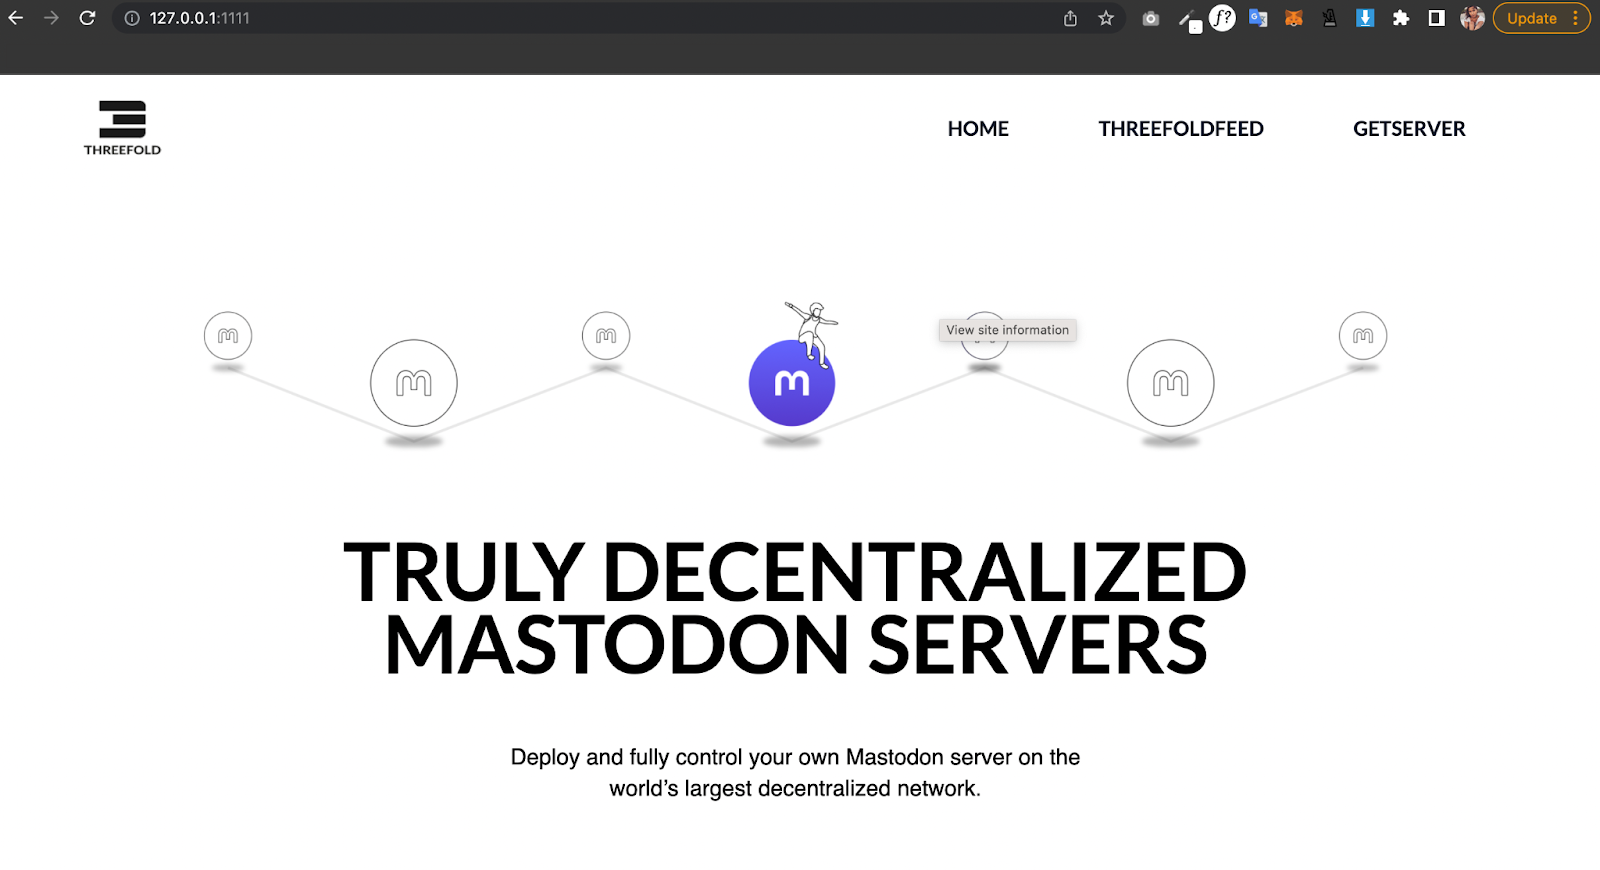 127.0.0.1:1111
Update
THREEFOLD
HOME
THREEFOLDFEED
GETSERVER
m
m
m
m
View site information
m
m
TRULY DECENTRALIZED
MASTODON SERVERS
Deploy and fully control your own Mastodon server on the
world’s largest decentralized network.